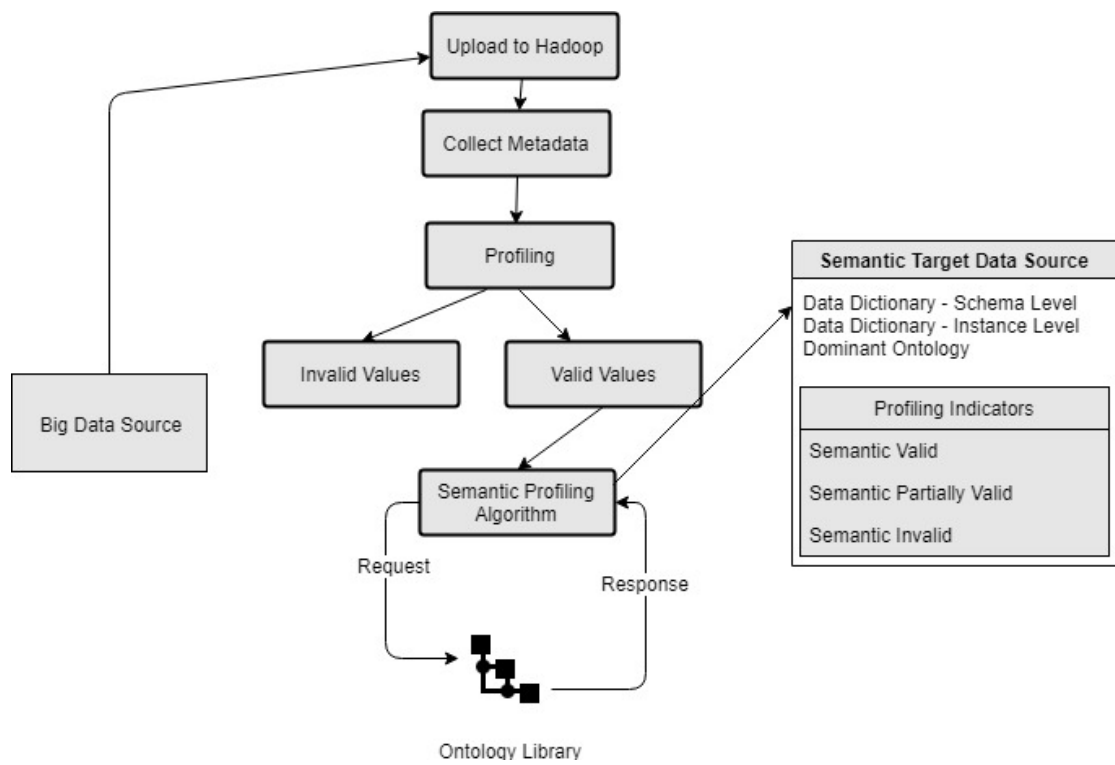 Upload to Hadoop
Collect Metadata
Profiling
Invalid Values
Valid Values
Big Data Source
Semantic Profiling
Algorithm
Request
Response
Ontology Library
Semantic Target Data Source
Data Dictionary - Schema Level
Data Dictionary - Instance Level
Dominant Ontology
Profiling Indicators
Semantic Valid
Semantic Partially Valid
Semantic Invalid